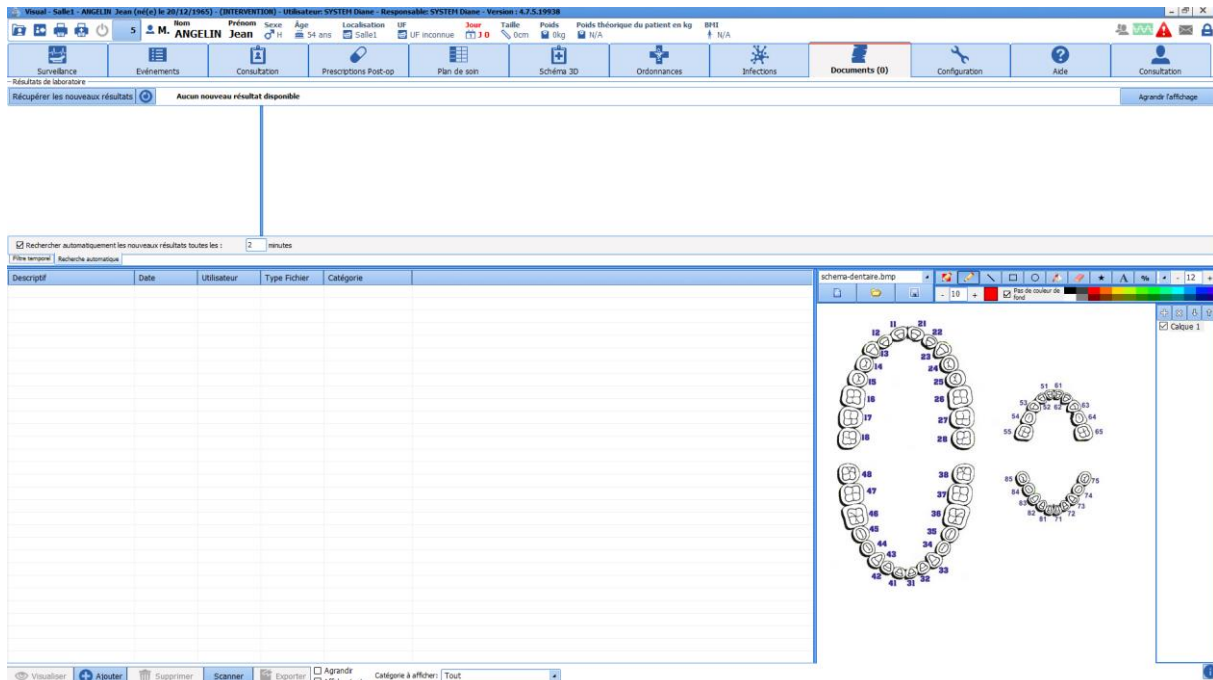 Visual - Salle1 - ANGELIN Jean (né(e) le 20/12/1965) - (INTERVENTION) - Utilisateur: SYSTEM Diane - Responsable: SYSTEM Diane - Version : 4.7.5.19938
Nom Prénom Sexe Âge Localisation UF Jour Taille Poids Poids théorique du patient en kg BMI
5 M. ANGELIN Jean H 54 ans Salle1 UF inconnue J 0 0cm 0kg N/A N/A
Surveillance Evénements Consultation Prescriptions Post-op Plan de soin Schéma 3D Ordonnances Infections Documents (0) Configuration Aide Consultation
Résultats de laboratoire
Récupérer les nouveaux résultats Aucun nouveau résultat disponible Agrandir l'affichage
Rechercher automatiquement les nouveaux résultats toutes les : 2 minutes
Filtre temporel Recherche automatique
Descriptif Date Utilisateur Type Fichier Catégorie schema-dentaire.bmp A % - 12 +
- 10 + Pas de couleur de fond
Calque 1
11 21
12 22
13 23
14 24
15 25
16 26
17 27
18 28
51 61
53 52 62 63
54 64
55 65
48 38
47 37
46 36
45 35
44 34
43 33
42 41 31 32
85 75
84 74
83 73
82 81 71 72
Visualiser Ajouter Supprimer Scanner Exporter Agrandir Catégorie à afficher: Tout